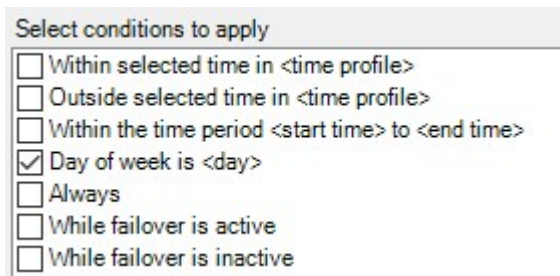 Select conditions to apply
Within selected time in <time profile>
Outside selected time in <time profile>
Within the time period <start time> to <end time>
Day of week is <day>
Always
While failover is active
While failover is inactive